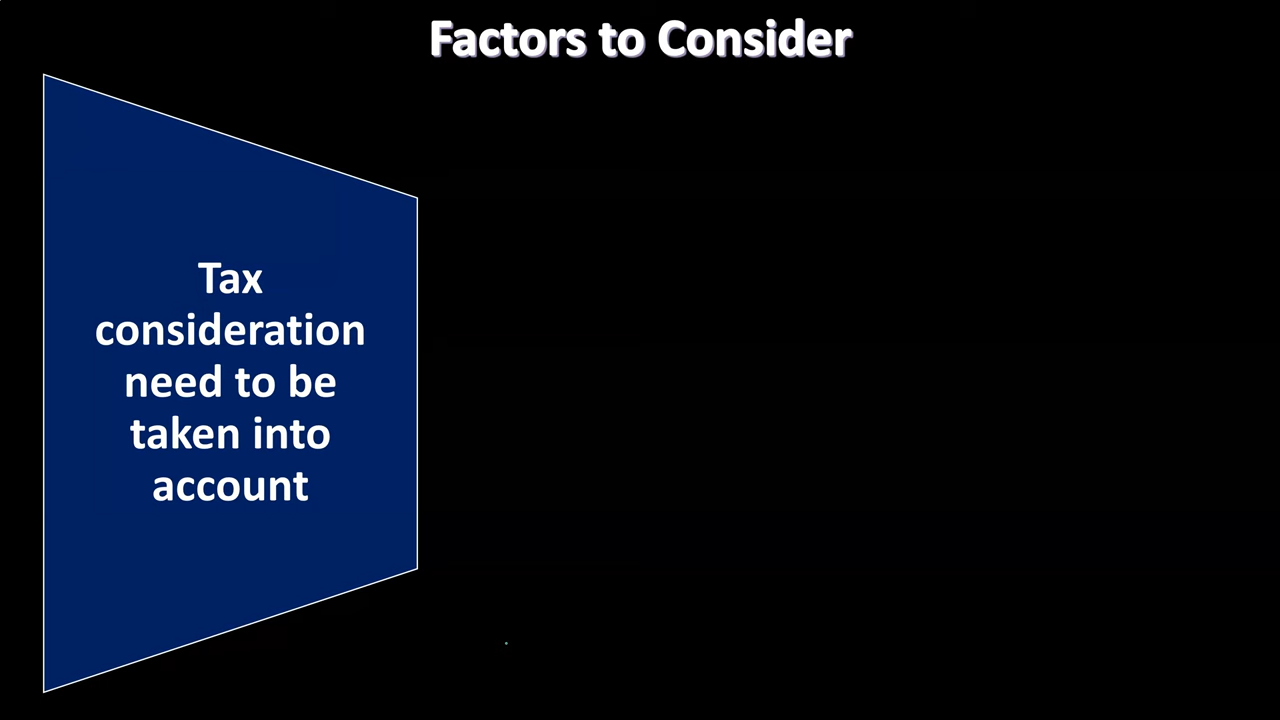 Factors to Consider
Tax
consideration
need to be
taken into
account